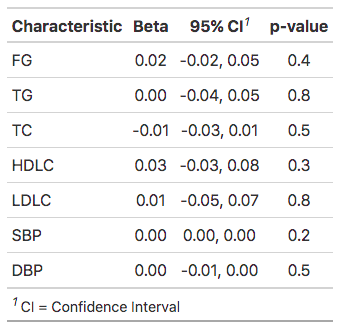 Characteristic Beta 95% CI1 p-value
FG 0.02 -0.02, 0.05 0.4
TG 0.00 -0.04, 0.05 0.8
TC -0.01 -0.03, 0.01 0.5
HDLC 0.03 -0.03, 0.08 0.3
LDLC 0.01 -0.05, 0.07 0.8
SBP 0.00 0.00, 0.00 0.2
DBP 0.00 -0.01, 0.00 0.5
1 CI = Confidence Interval